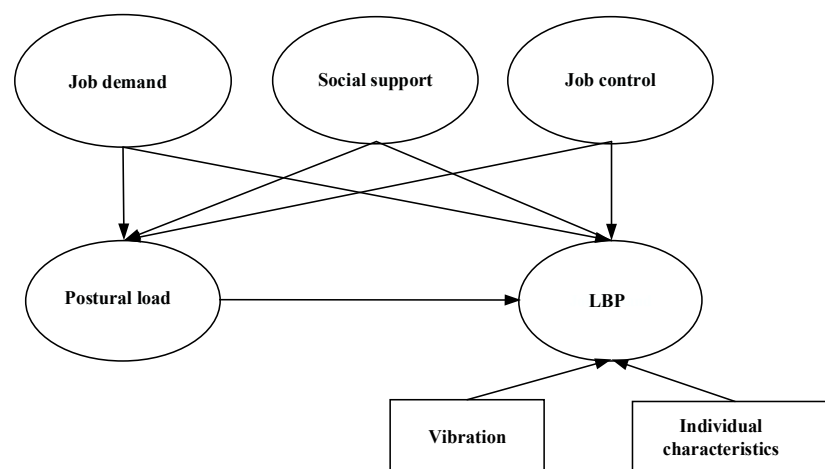 Job demand
Social support
Job control
Postural load
LBP
Vibration
Individual
characteristics